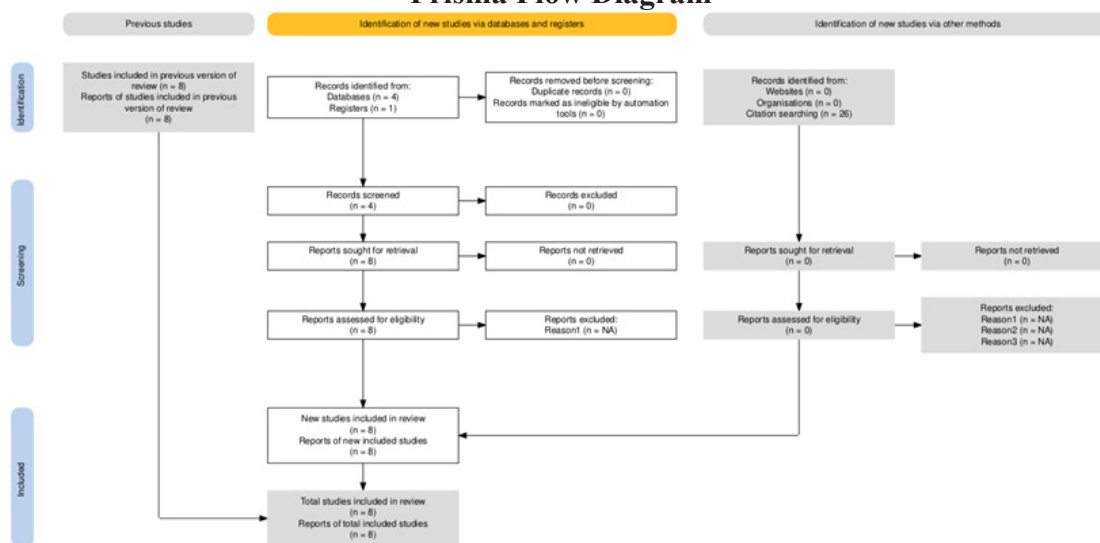 Prisma Flow Diagram
Previous studies
Identification of new studies via databases and registers
Identification of new studies via other methods
Identification
Studies included in previous version of
review (n = 8)
Reports of studies included in previous
version of review
(n = 8)
Records identified from:
Databases (n = 4)
Registers (n = 1)
Records removed before screening:
Duplicate records (n = 0)
Records marked as ineligible by automation
tools (n = 0)
Records identified from:
Websites (n = 0)
Organisations (n = 0)
Citation searching (n = 26)
Screening
Records screened
(n = 4)
Records excluded
(n = 0)
Reports sought for retrieval
(n = 8)
Reports not retrieved
(n = 0)
Reports sought for retrieval
(n = 0)
Reports not retrieved
(n = 0)
Reports assessed for eligibility
(n = 8)
Reports excluded:
Reason1 (n = NA)
Reports assessed for eligibility
(n = 0)
Reports excluded:
Reason1 (n = NA)
Reason2 (n = NA)
Reason3 (n = NA)
Included
New studies included in review
(n = 8)
Reports of new included studies
(n = 8)
Total studies included in review
(n = 8)
Reports of total included studies
(n = 8)